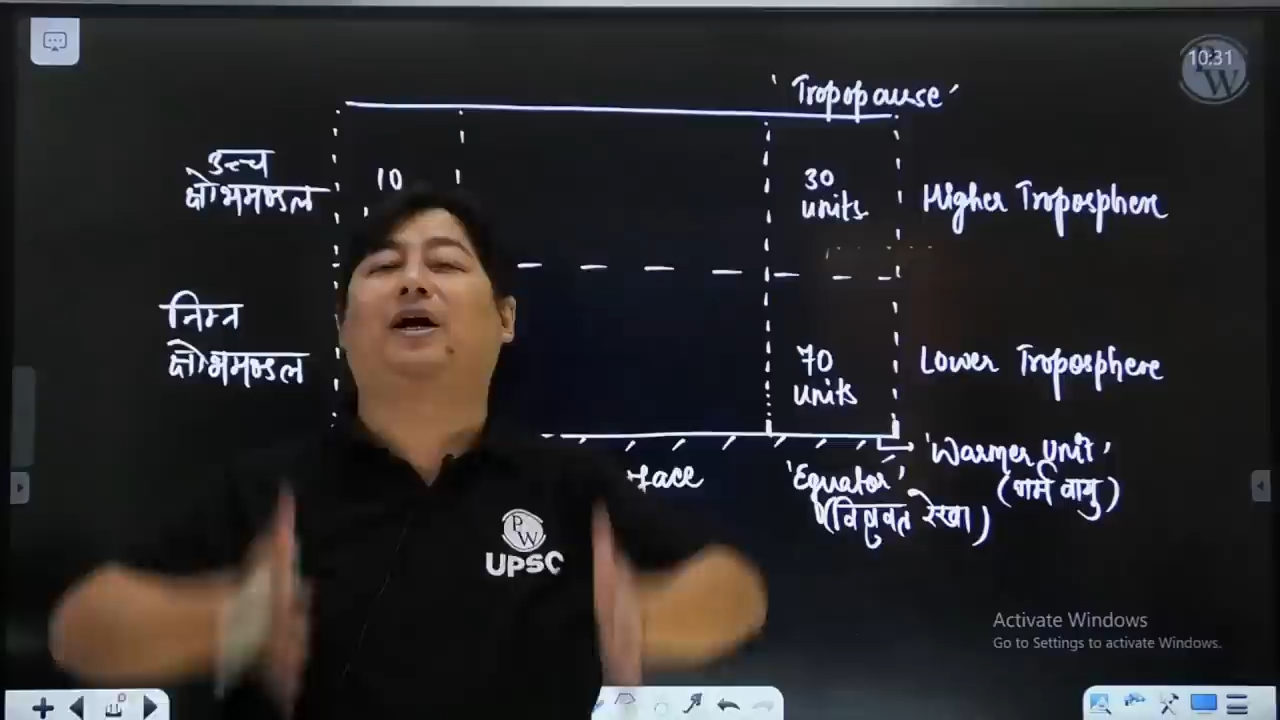 10:31
PW
'Tropopause'
उच्च
क्षोभमण्डल
10
30
units
Higher Troposphere
निम्न
क्षोभमण्डल
70
units
Lower Troposphere
'Warmer Unit'
(गर्म वायु)
face
'Equator'
(विषुवत रेखा)
PW
UPSC
Activate Windows
Go to Settings to activate Windows.